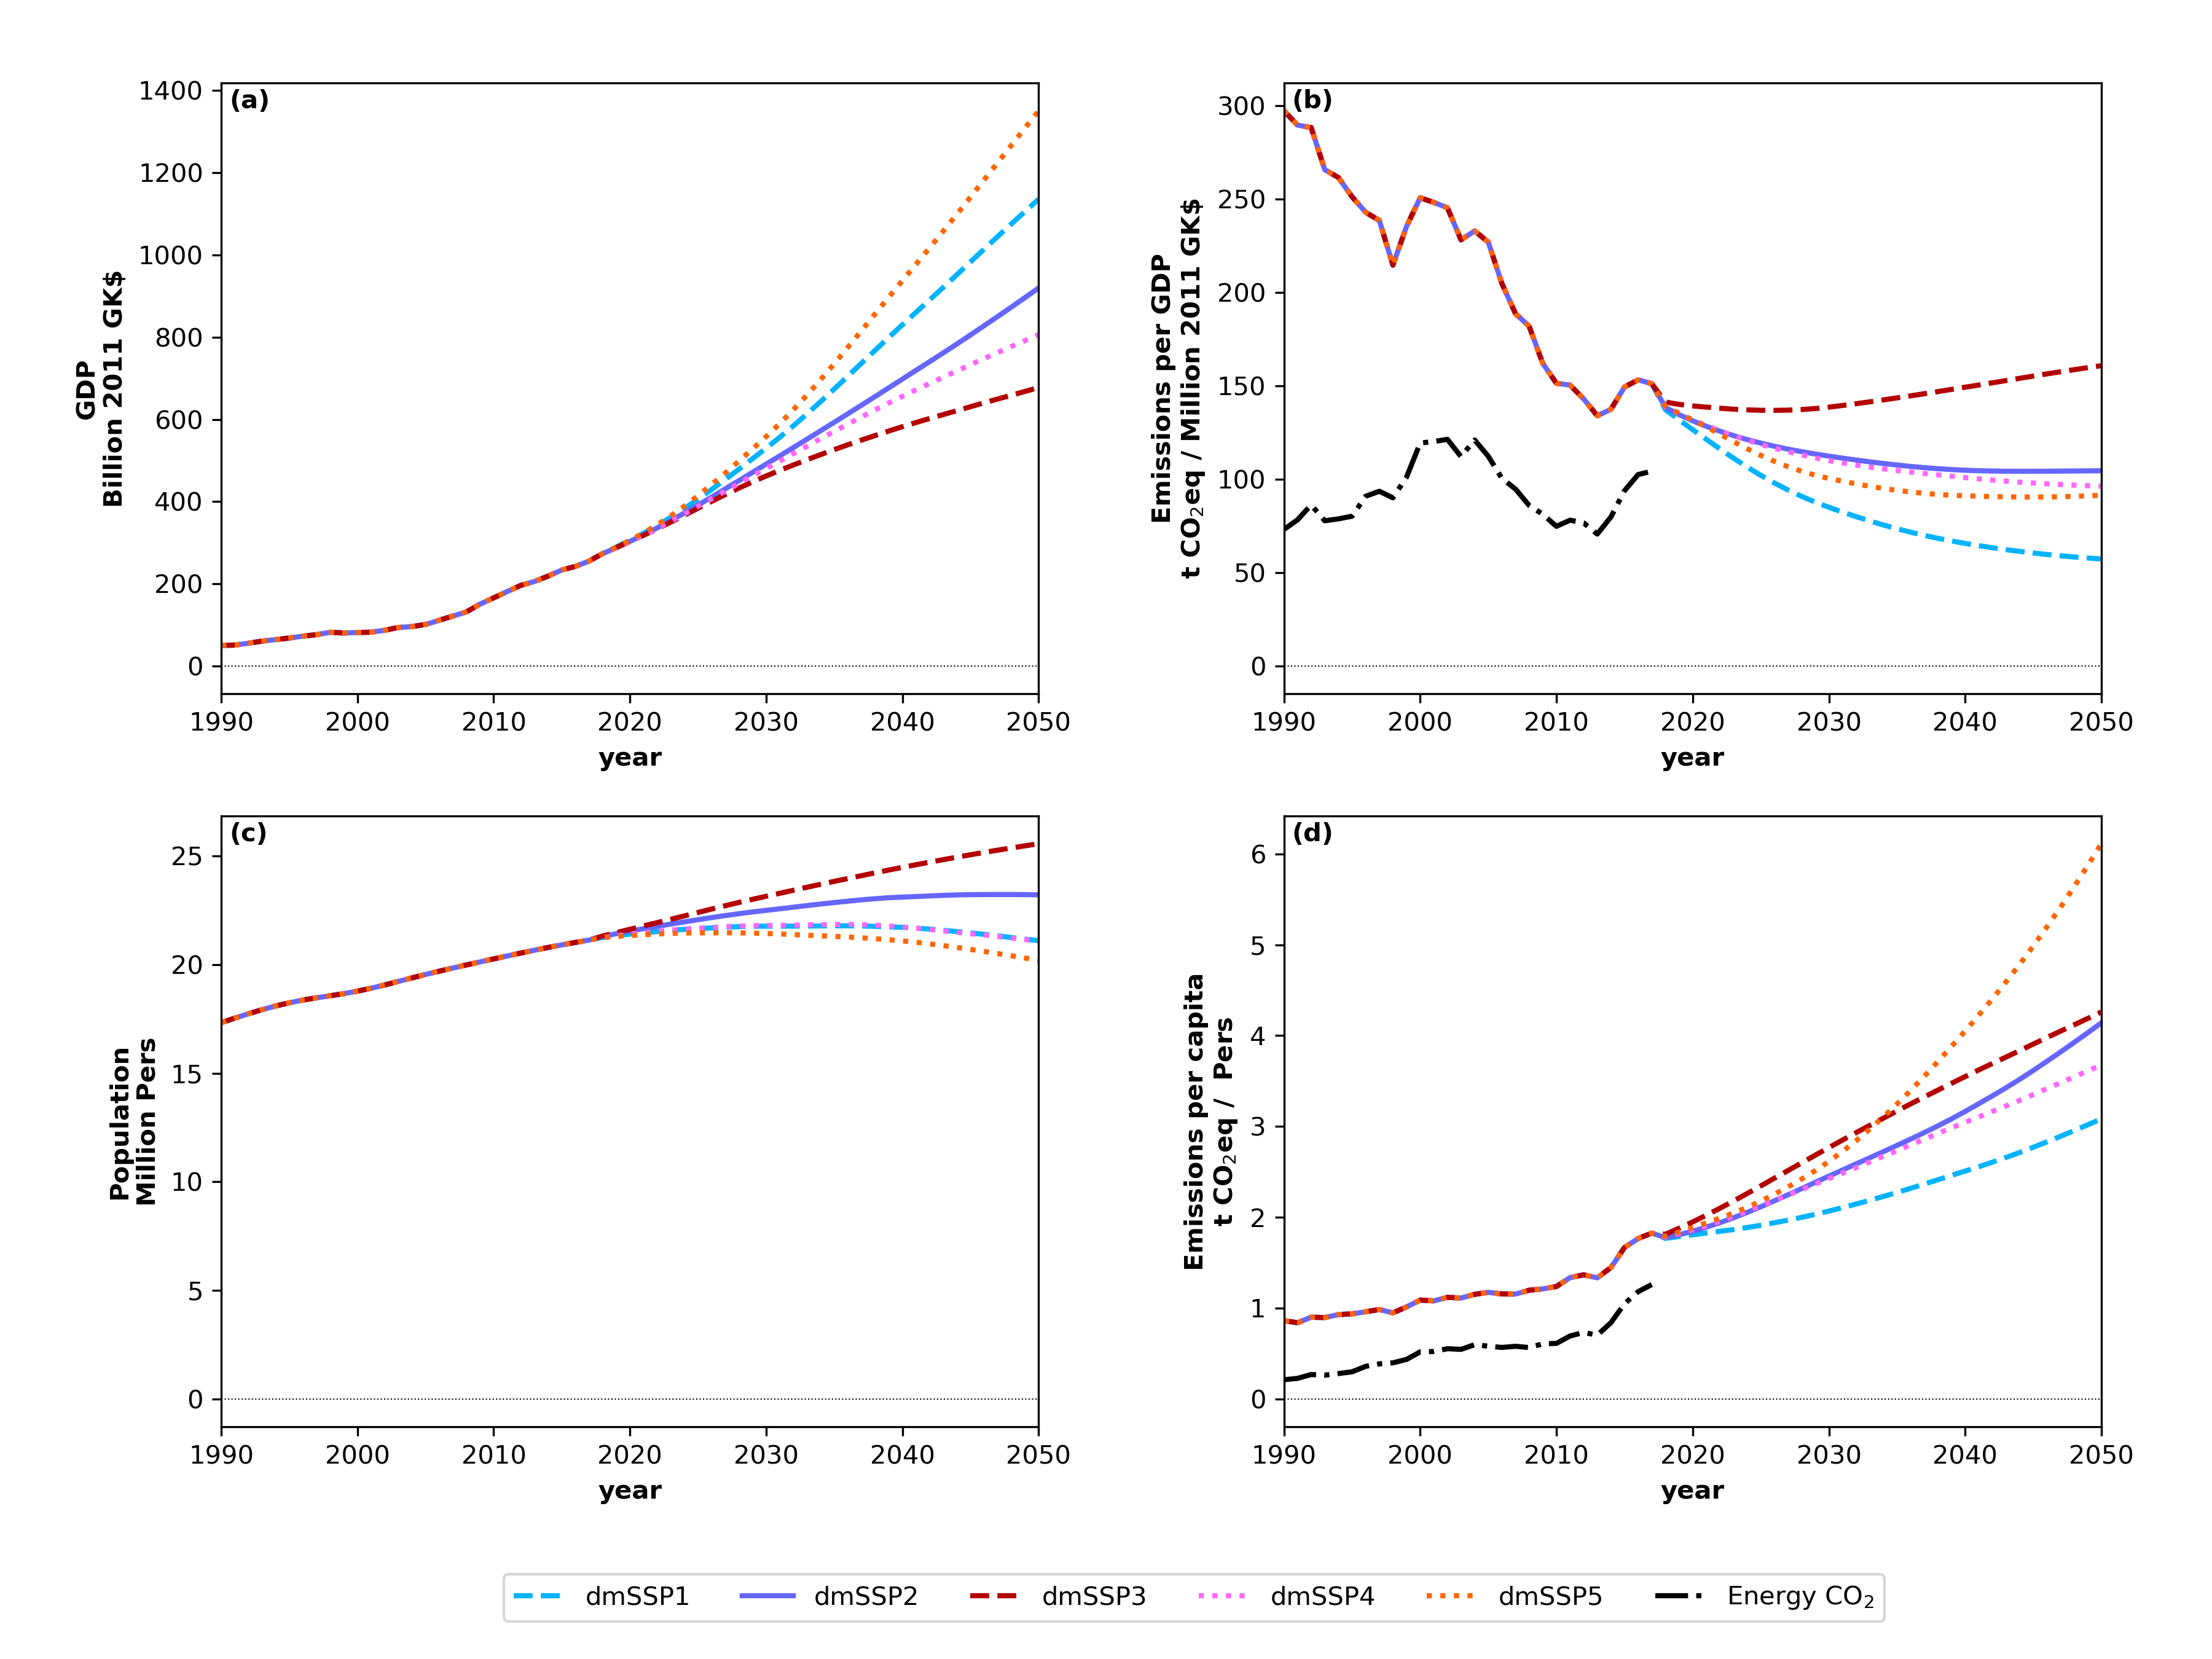 (a)
1400
1200
1000
800
600
400
200
0
GDP
Billion 2011 GK$
1990 2000 2010 2020 2030 2040 2050
year
(b)
300
250
200
150
100
50
0
Emissions per GDP
t CO₂eq / Million 2011 GK$
1990 2000 2010 2020 2030 2040 2050
year
(c)
25
20
15
10
5
0
Population
Million Pers
1990 2000 2010 2020 2030 2040 2050
year
(d)
6
5
4
3
2
1
0
Emissions per capita
t CO₂eq / Pers
1990 2000 2010 2020 2030 2040 2050
year
dmSSP1 dmSSP2 dmSSP3 dmSSP4 dmSSP5 Energy CO₂